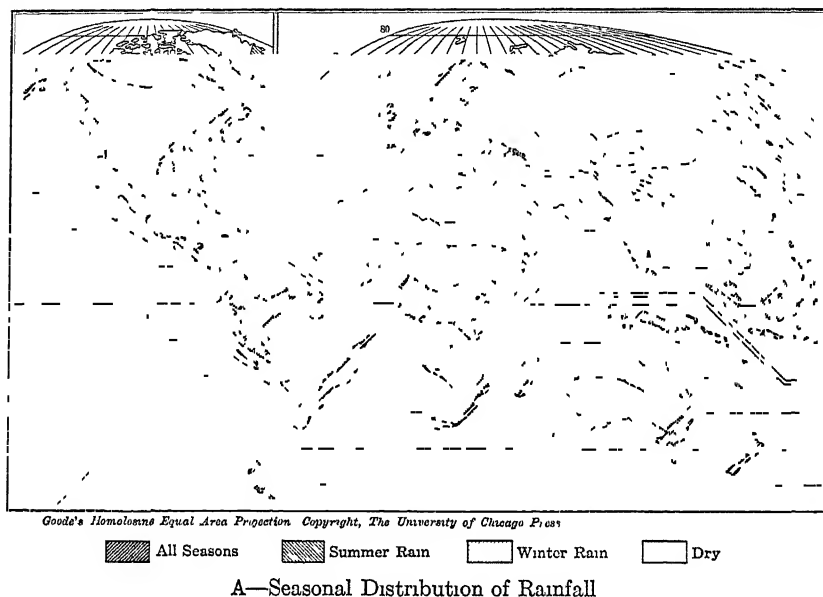 80
Goode's Homolosine Equal Area Projection Copyright, The University of Chicago Press
All Seasons Summer Rain Winter Rain Dry
A—Seasonal Distribution of Rainfall